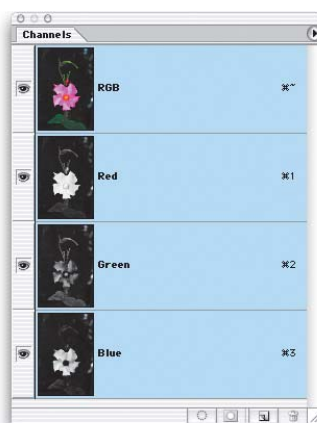 Channels
RGB ⌘~
Red ⌘1
Green ⌘2
Blue ⌘3